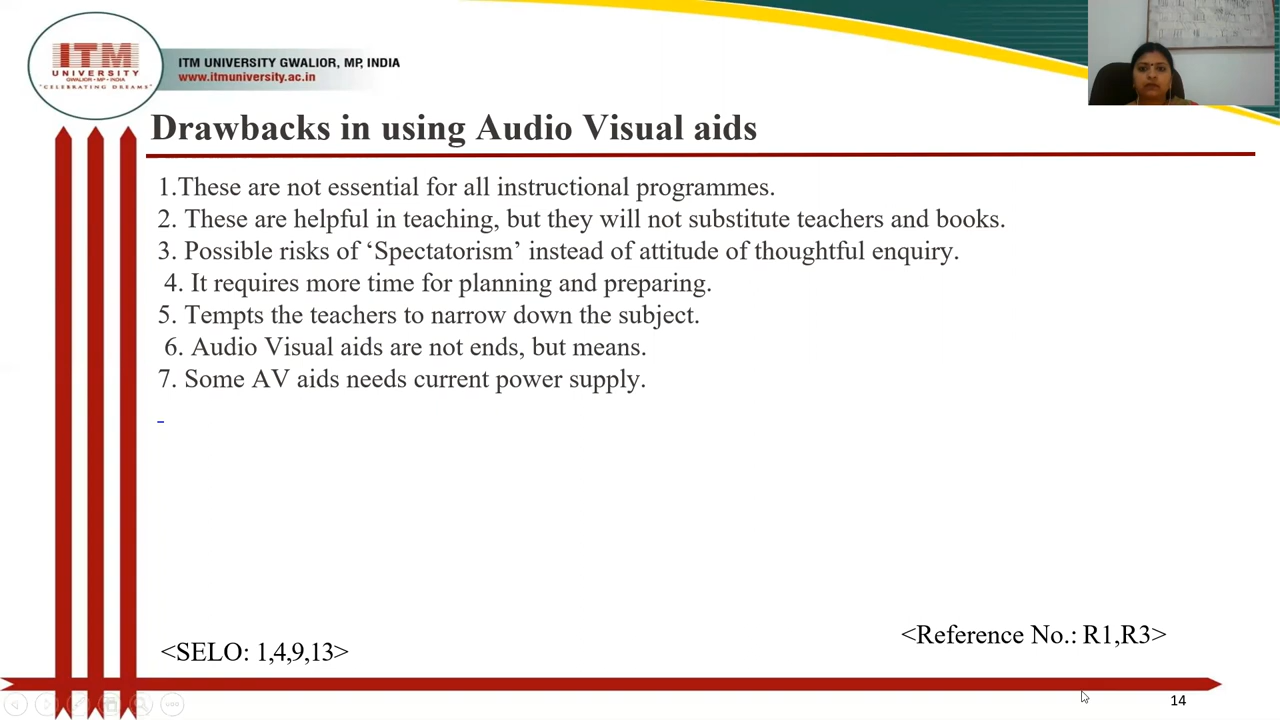 ITM
UNIVERSITY
GWALIOR • MP • INDIA
"CELEBRATING DREAMS"
ITM UNIVERSITY GWALIOR, MP, INDIA
www.itmuniversity.ac.in
Drawbacks in using Audio Visual aids
1.These are not essential for all instructional programmes.
2. These are helpful in teaching, but they will not substitute teachers and books.
3. Possible risks of ‘Spectatorism’ instead of attitude of thoughtful enquiry.
4. It requires more time for planning and preparing.
5. Tempts the teachers to narrow down the subject.
6. Audio Visual aids are not ends, but means.
7. Some AV aids needs current power supply.
<Reference No.: R1,R3>
<SELO: 1,4,9,13>
14